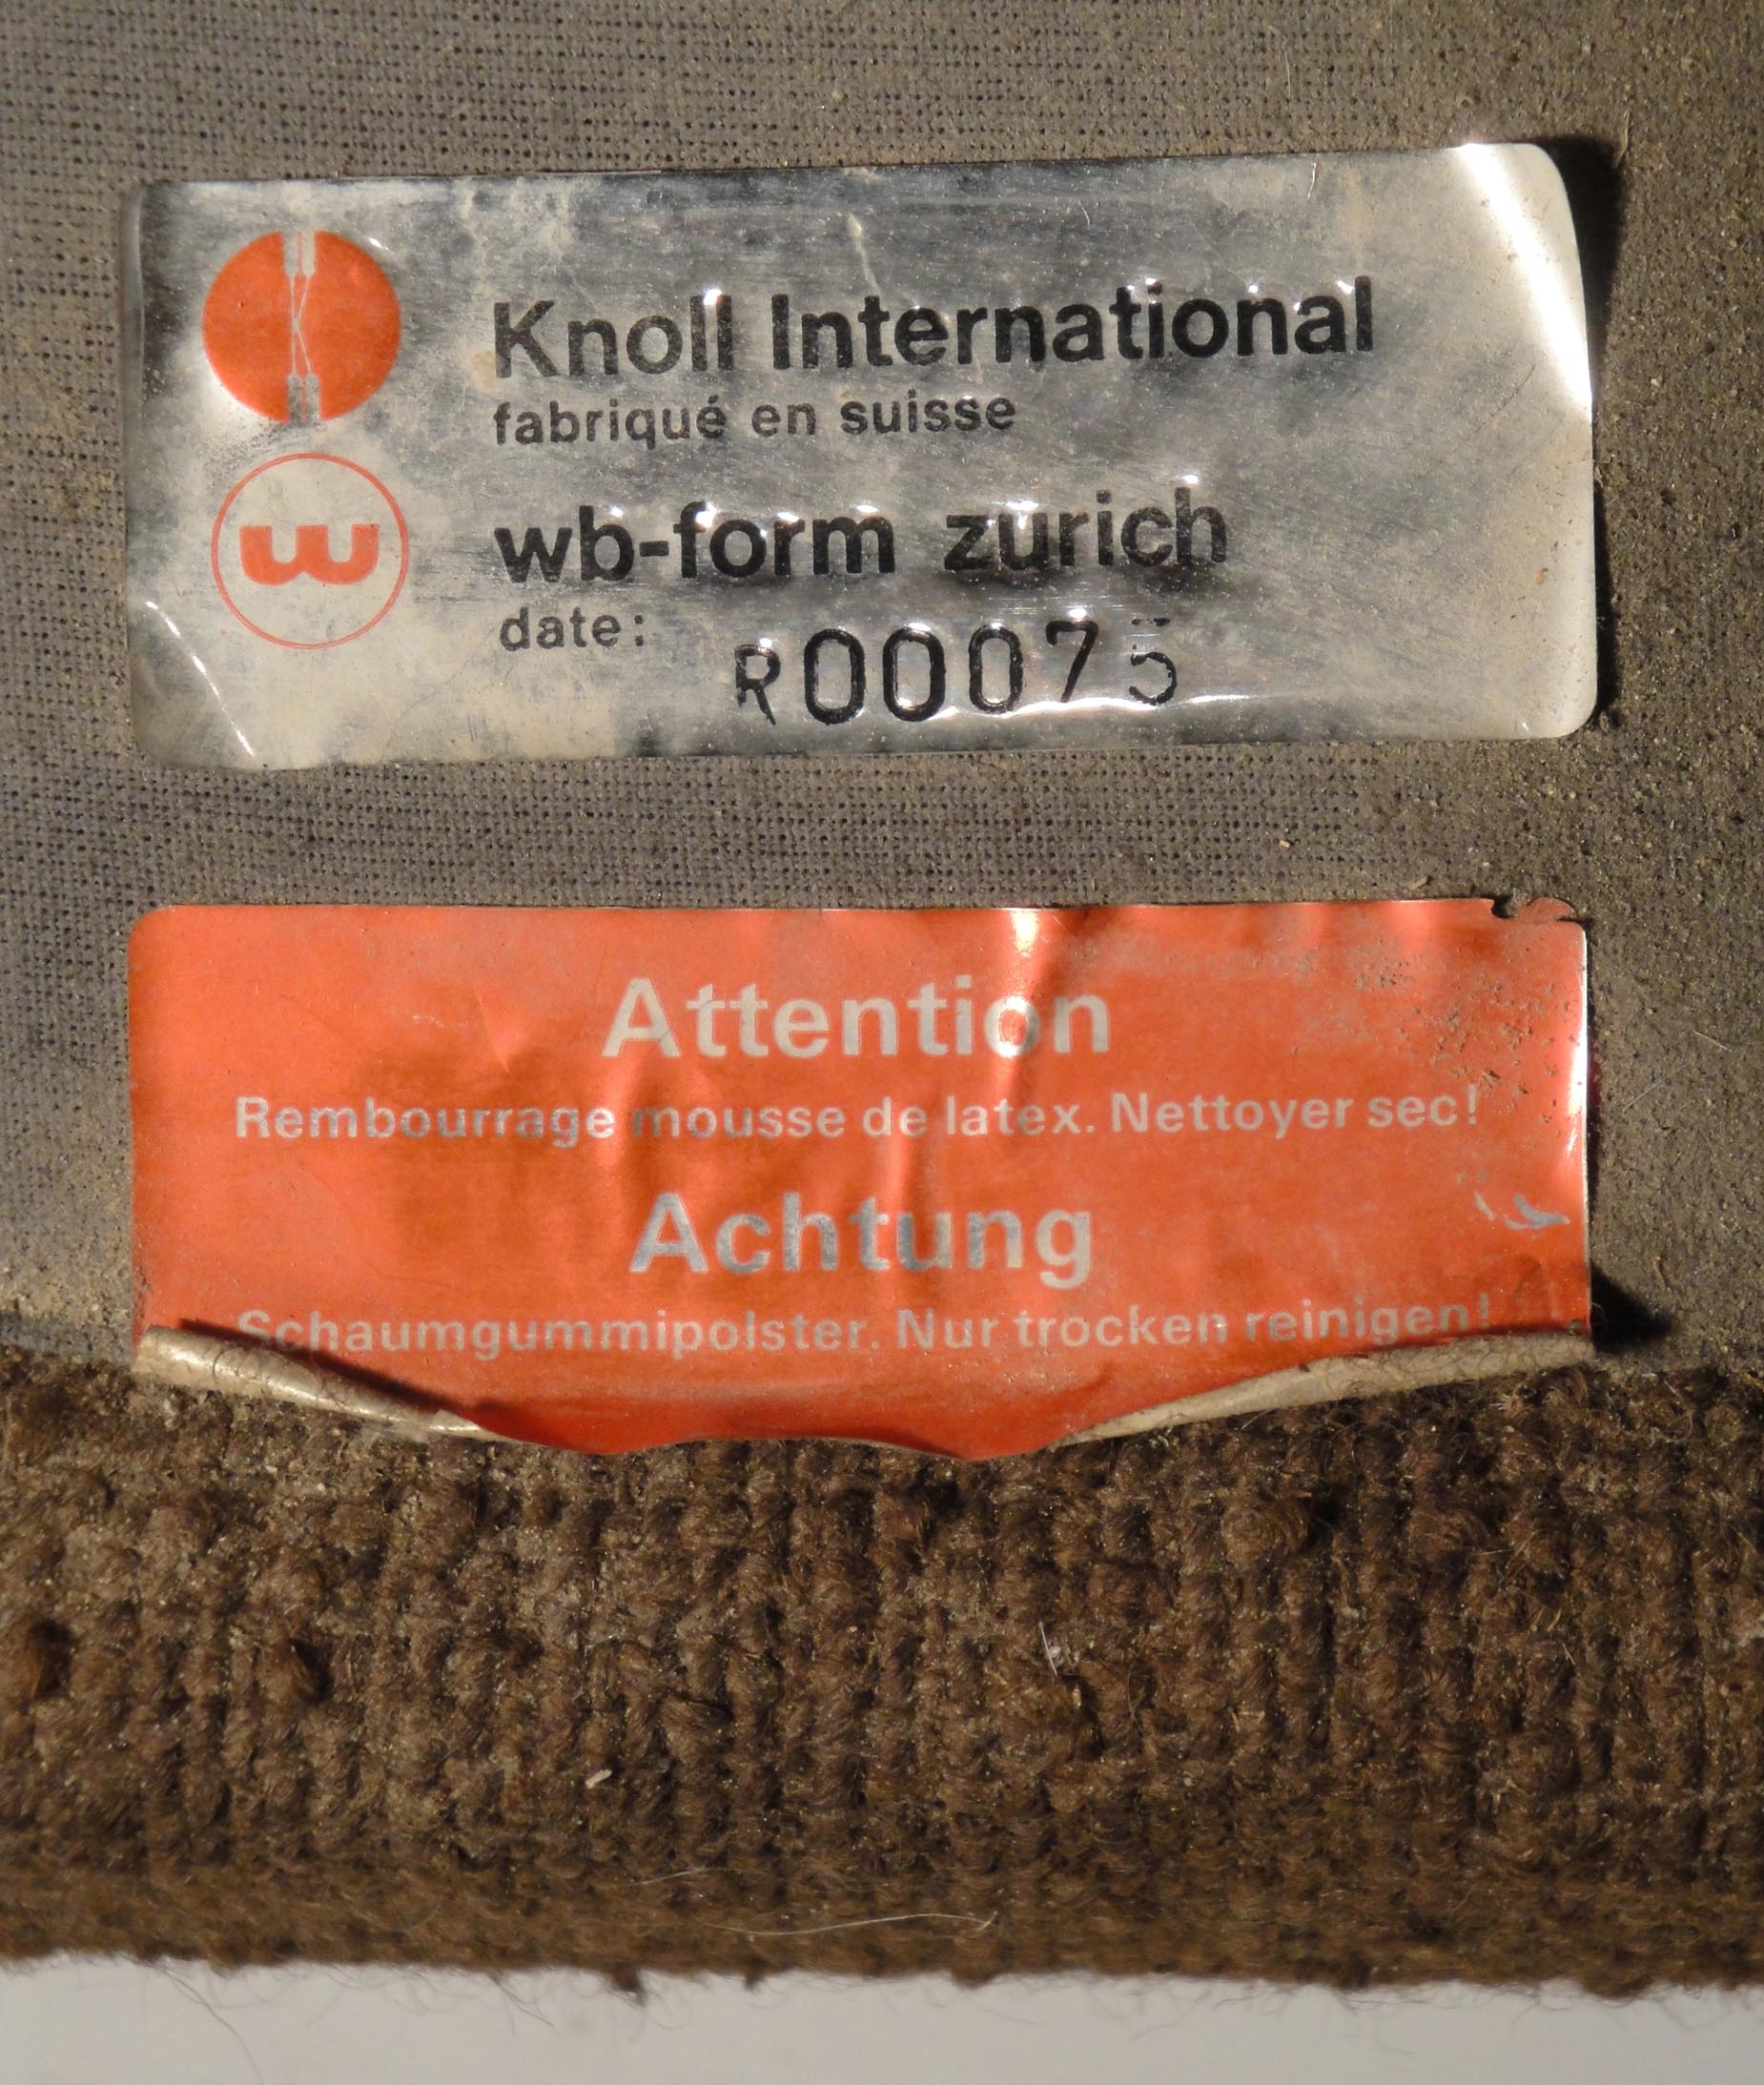 Knoll International
fabriqué en suisse
w
wb-form zurich
date: R00075
Attention
Rembourrage mousse de latex. Nettoyer sec!
Achtung
Schaumgummipolster. Nur trocken reinigen!